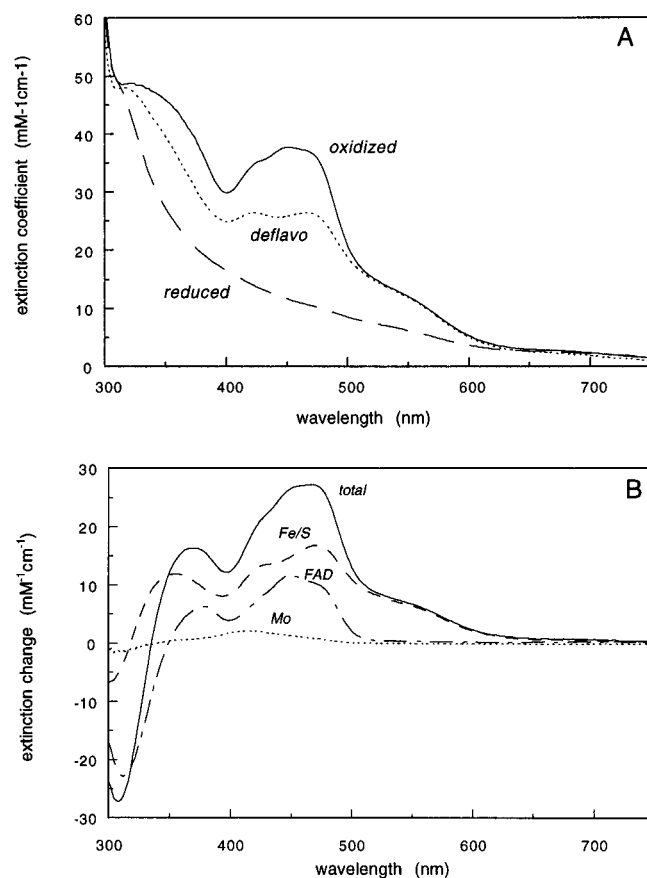 A
60
50
40
30
20
10
0
extinction coefficient (mM-1cm-1)
oxidized
deflavo
reduced
300 400 500 600 700
wavelength (nm)
B
30
20
10
0
-10
-20
-30
extinction change (mM⁻¹cm⁻¹)
total
Fe/S
FAD
Mo
300 400 500 600 700
wavelength (nm)